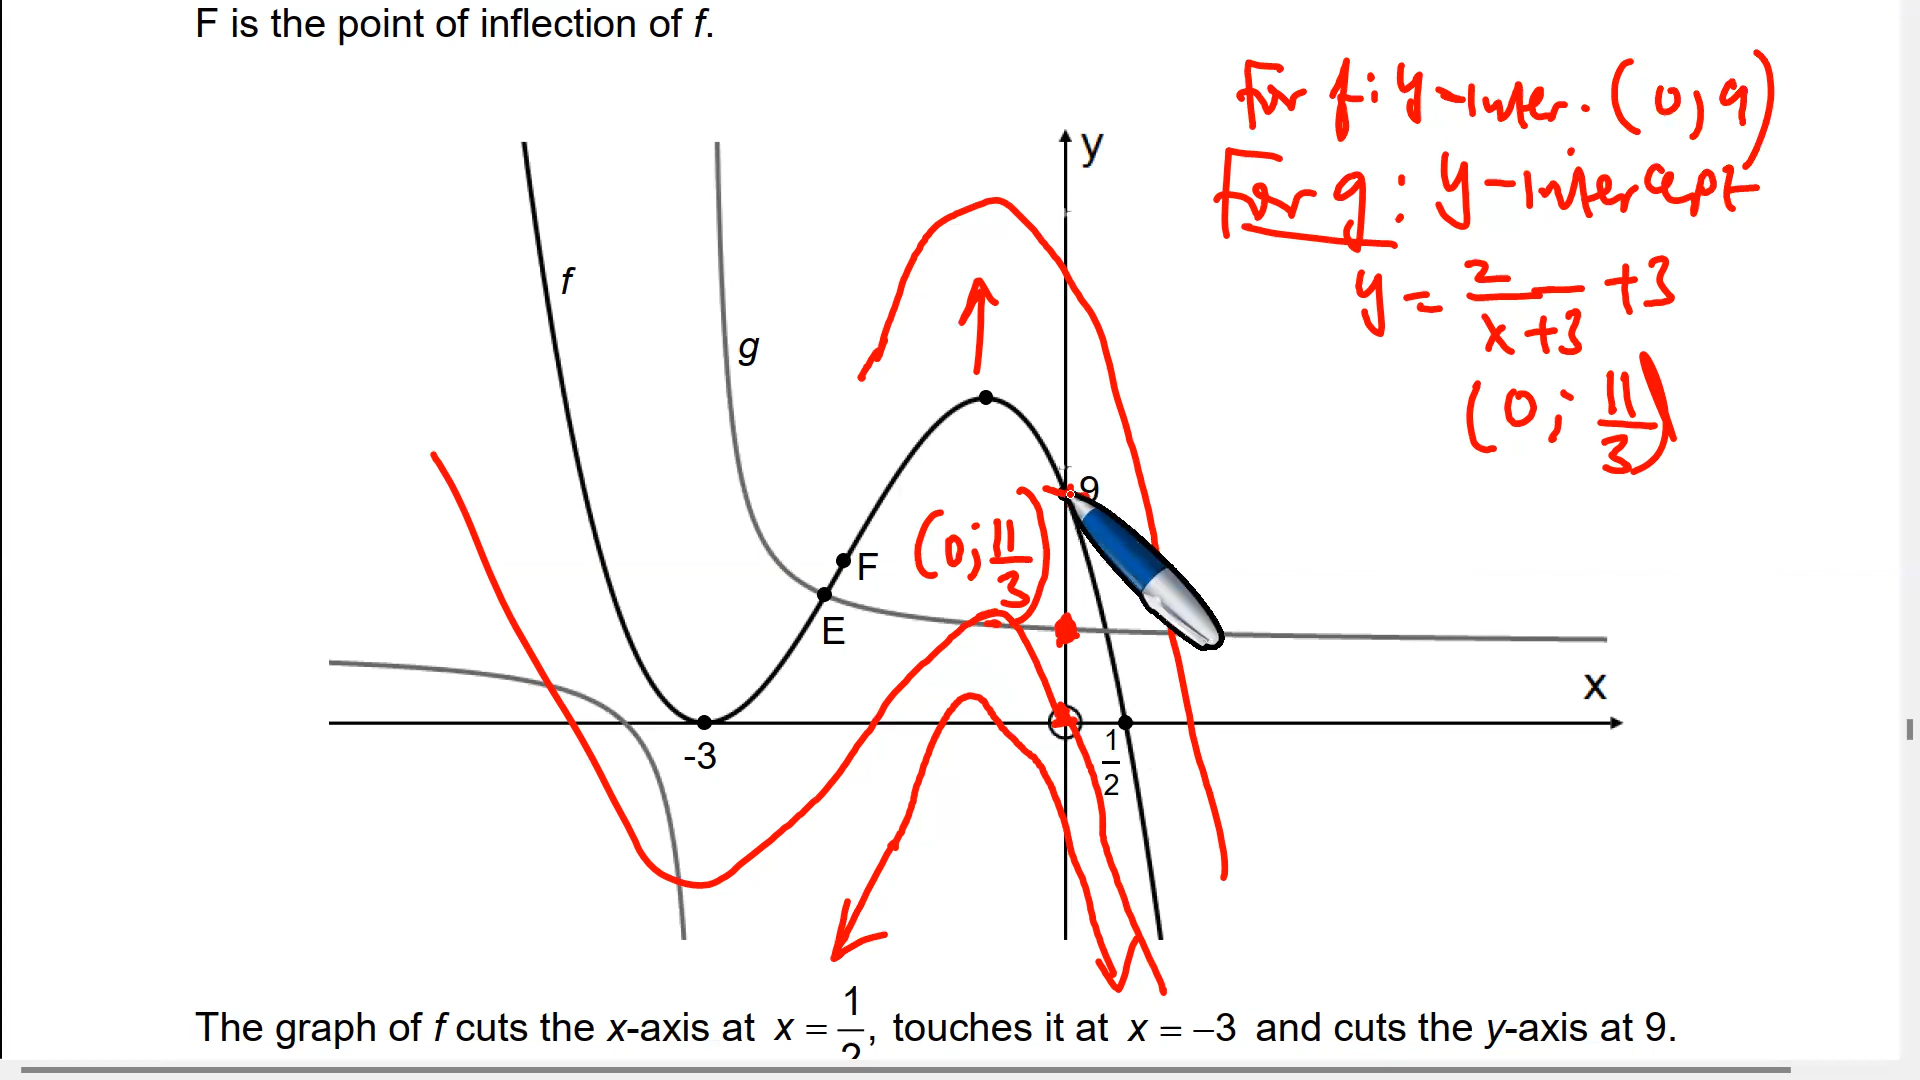 F is the point of inflection of f.
For f: y-inter. (0; 9)
For g: y-intercept
y = 2/(x+3) + 3
(0; 11/3)
y
f
g
9
(0; 11/3)
F
E
x
-3
1/2
The graph of f cuts the x-axis at x = 1/2, touches it at x = −3 and cuts the y-axis at 9.